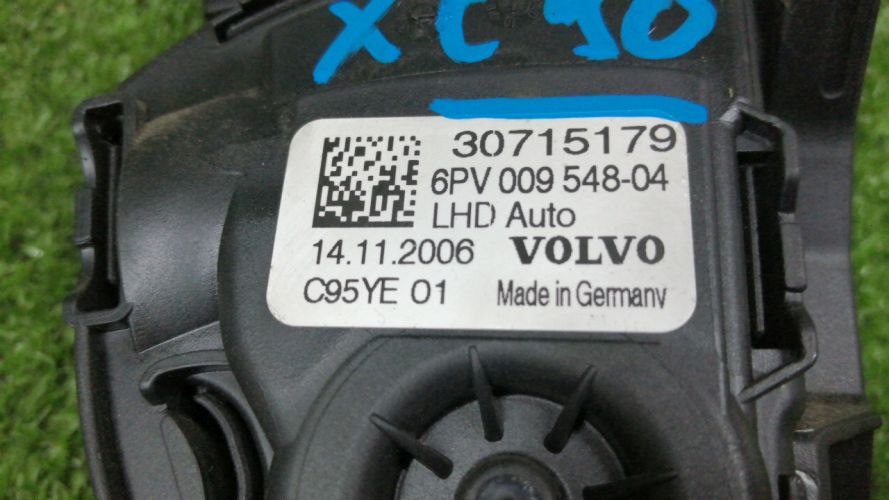 XC90
30715179
6PV 009 548-04
LHD Auto
14.11.2006 VOLVO
C95YE 01 Made in Germany